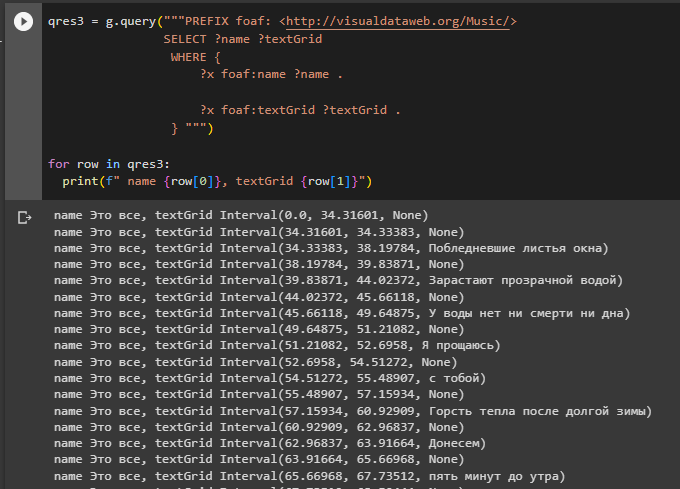 qres3 = g.query("""PREFIX foaf: <http://visualdataweb.org/Music/>
SELECT ?name ?textGrid
WHERE {
?x foaf:name ?name .
?x foaf:textGrid ?textGrid .
} """)
for row in qres3:
print(f" name {row[0]}, textGrid {row[1]}")
name Это все, textGrid Interval(0.0, 34.31601, None)
name Это все, textGrid Interval(34.31601, 34.33383, None)
name Это все, textGrid Interval(34.33383, 38.19784, Побледневшие листья окна)
name Это все, textGrid Interval(38.19784, 39.83871, None)
name Это все, textGrid Interval(39.83871, 44.02372, Зарастают прозрачной водой)
name Это все, textGrid Interval(44.02372, 45.66118, None)
name Это все, textGrid Interval(45.66118, 49.64875, У воды нет ни смерти ни дна)
name Это все, textGrid Interval(49.64875, 51.21082, None)
name Это все, textGrid Interval(51.21082, 52.6958, Я прощаюсь)
name Это все, textGrid Interval(52.6958, 54.51272, None)
name Это все, textGrid Interval(54.51272, 55.48907, с тобой)
name Это все, textGrid Interval(55.48907, 57.15934, None)
name Это все, textGrid Interval(57.15934, 60.92909, Горсть тепла после долгой зимы)
name Это все, textGrid Interval(60.92909, 62.96837, None)
name Это все, textGrid Interval(62.96837, 63.91664, Донесем)
name Это все, textGrid Interval(63.91664, 65.66968, None)
name Это все, textGrid Interval(65.66968, 67.73512, пять минут до утра)